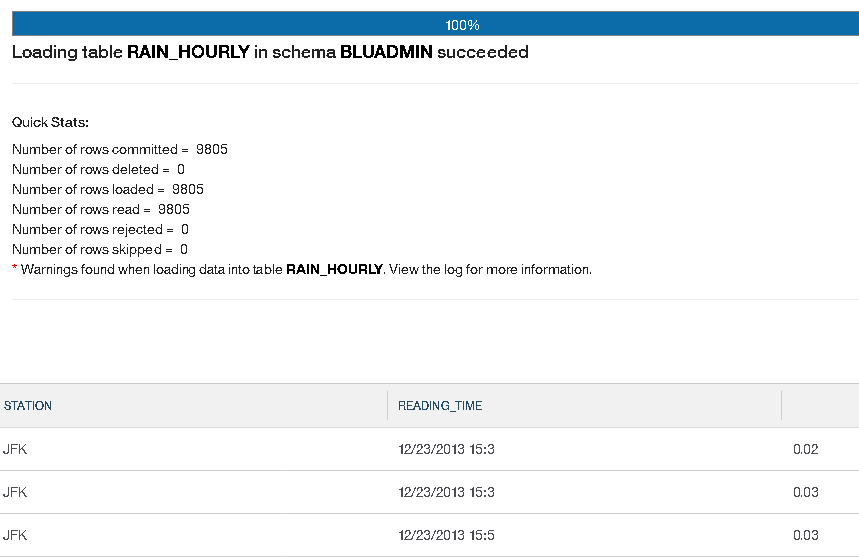 100%
Loading table RAIN_HOURLY in schema BLUADMIN succeeded
Quick Stats:
Number of rows committed = 9805
Number of rows deleted = 0
Number of rows loaded = 9805
Number of rows read = 9805
Number of rows rejected = 0
Number of rows skipped = 0
* Warnings found when loading data into table RAIN_HOURLY. View the log for more information.
STATION READING_TIME
JFK 12/23/2013 15:3 0.02
JFK 12/23/2013 15:3 0.03
JFK 12/23/2013 15:5 0.03